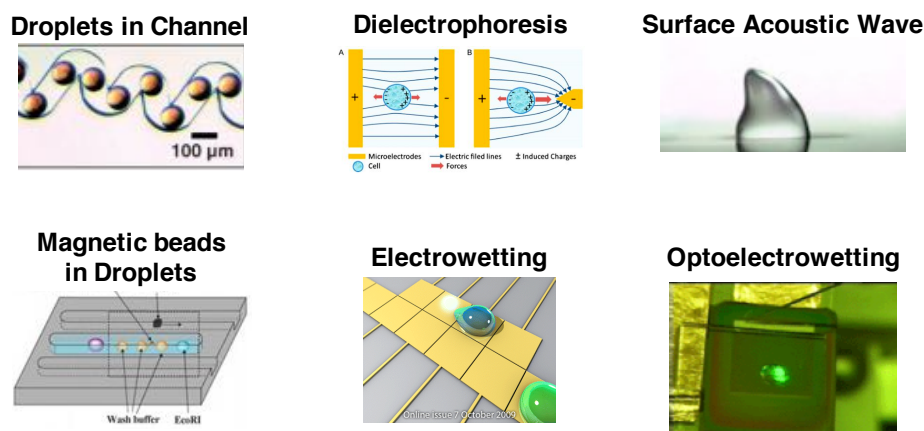 Droplets in Channel
Dielectrophoresis
Surface Acoustic Wave
100 µm
A
B
+
-
+
-
Microelectrodes
Electric filed lines
± Induced Charges
Cell
Forces
Magnetic beads
in Droplets
Electrowetting
Optoelectrowetting
Wash buffer
EcoRI
Online issue 7 October 2009